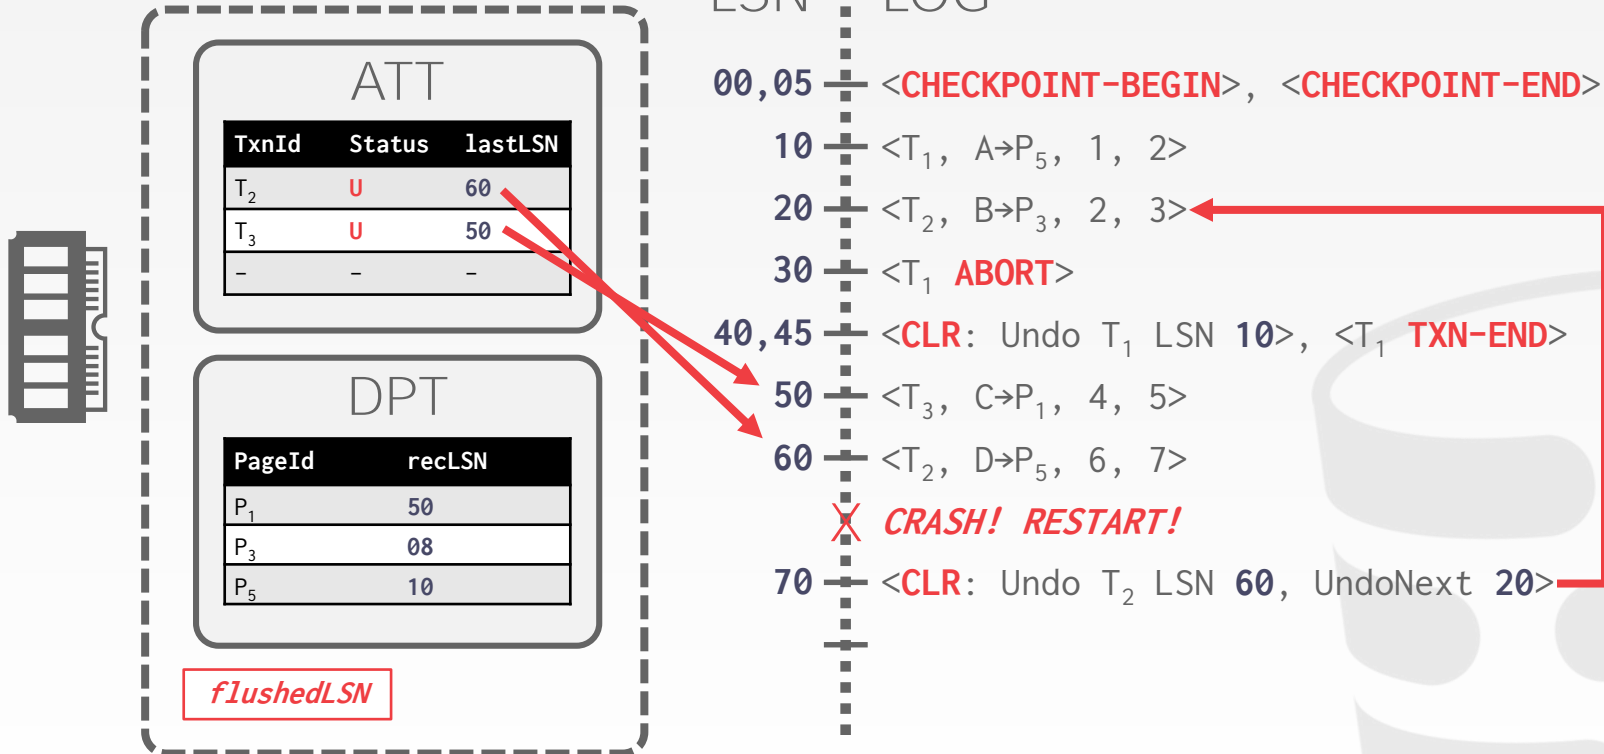 LSN LOG
ATT
TxnId Status lastLSN
T₂ U 60
T₃ U 50
- - -
DPT
PageId recLSN
P₁ 50
P₃ 08
P₅ 10
flushedLSN
00,05 <CHECKPOINT-BEGIN>, <CHECKPOINT-END>
10 <T₁, A→P₅, 1, 2>
20 <T₂, B→P₃, 2, 3>
30 <T₁ ABORT>
40,45 <CLR: Undo T₁ LSN 10>, <T₁ TXN-END>
50 <T₃, C→P₁, 4, 5>
60 <T₂, D→P₅, 6, 7>
X CRASH! RESTART!
70 <CLR: Undo T₂ LSN 60, UndoNext 20>